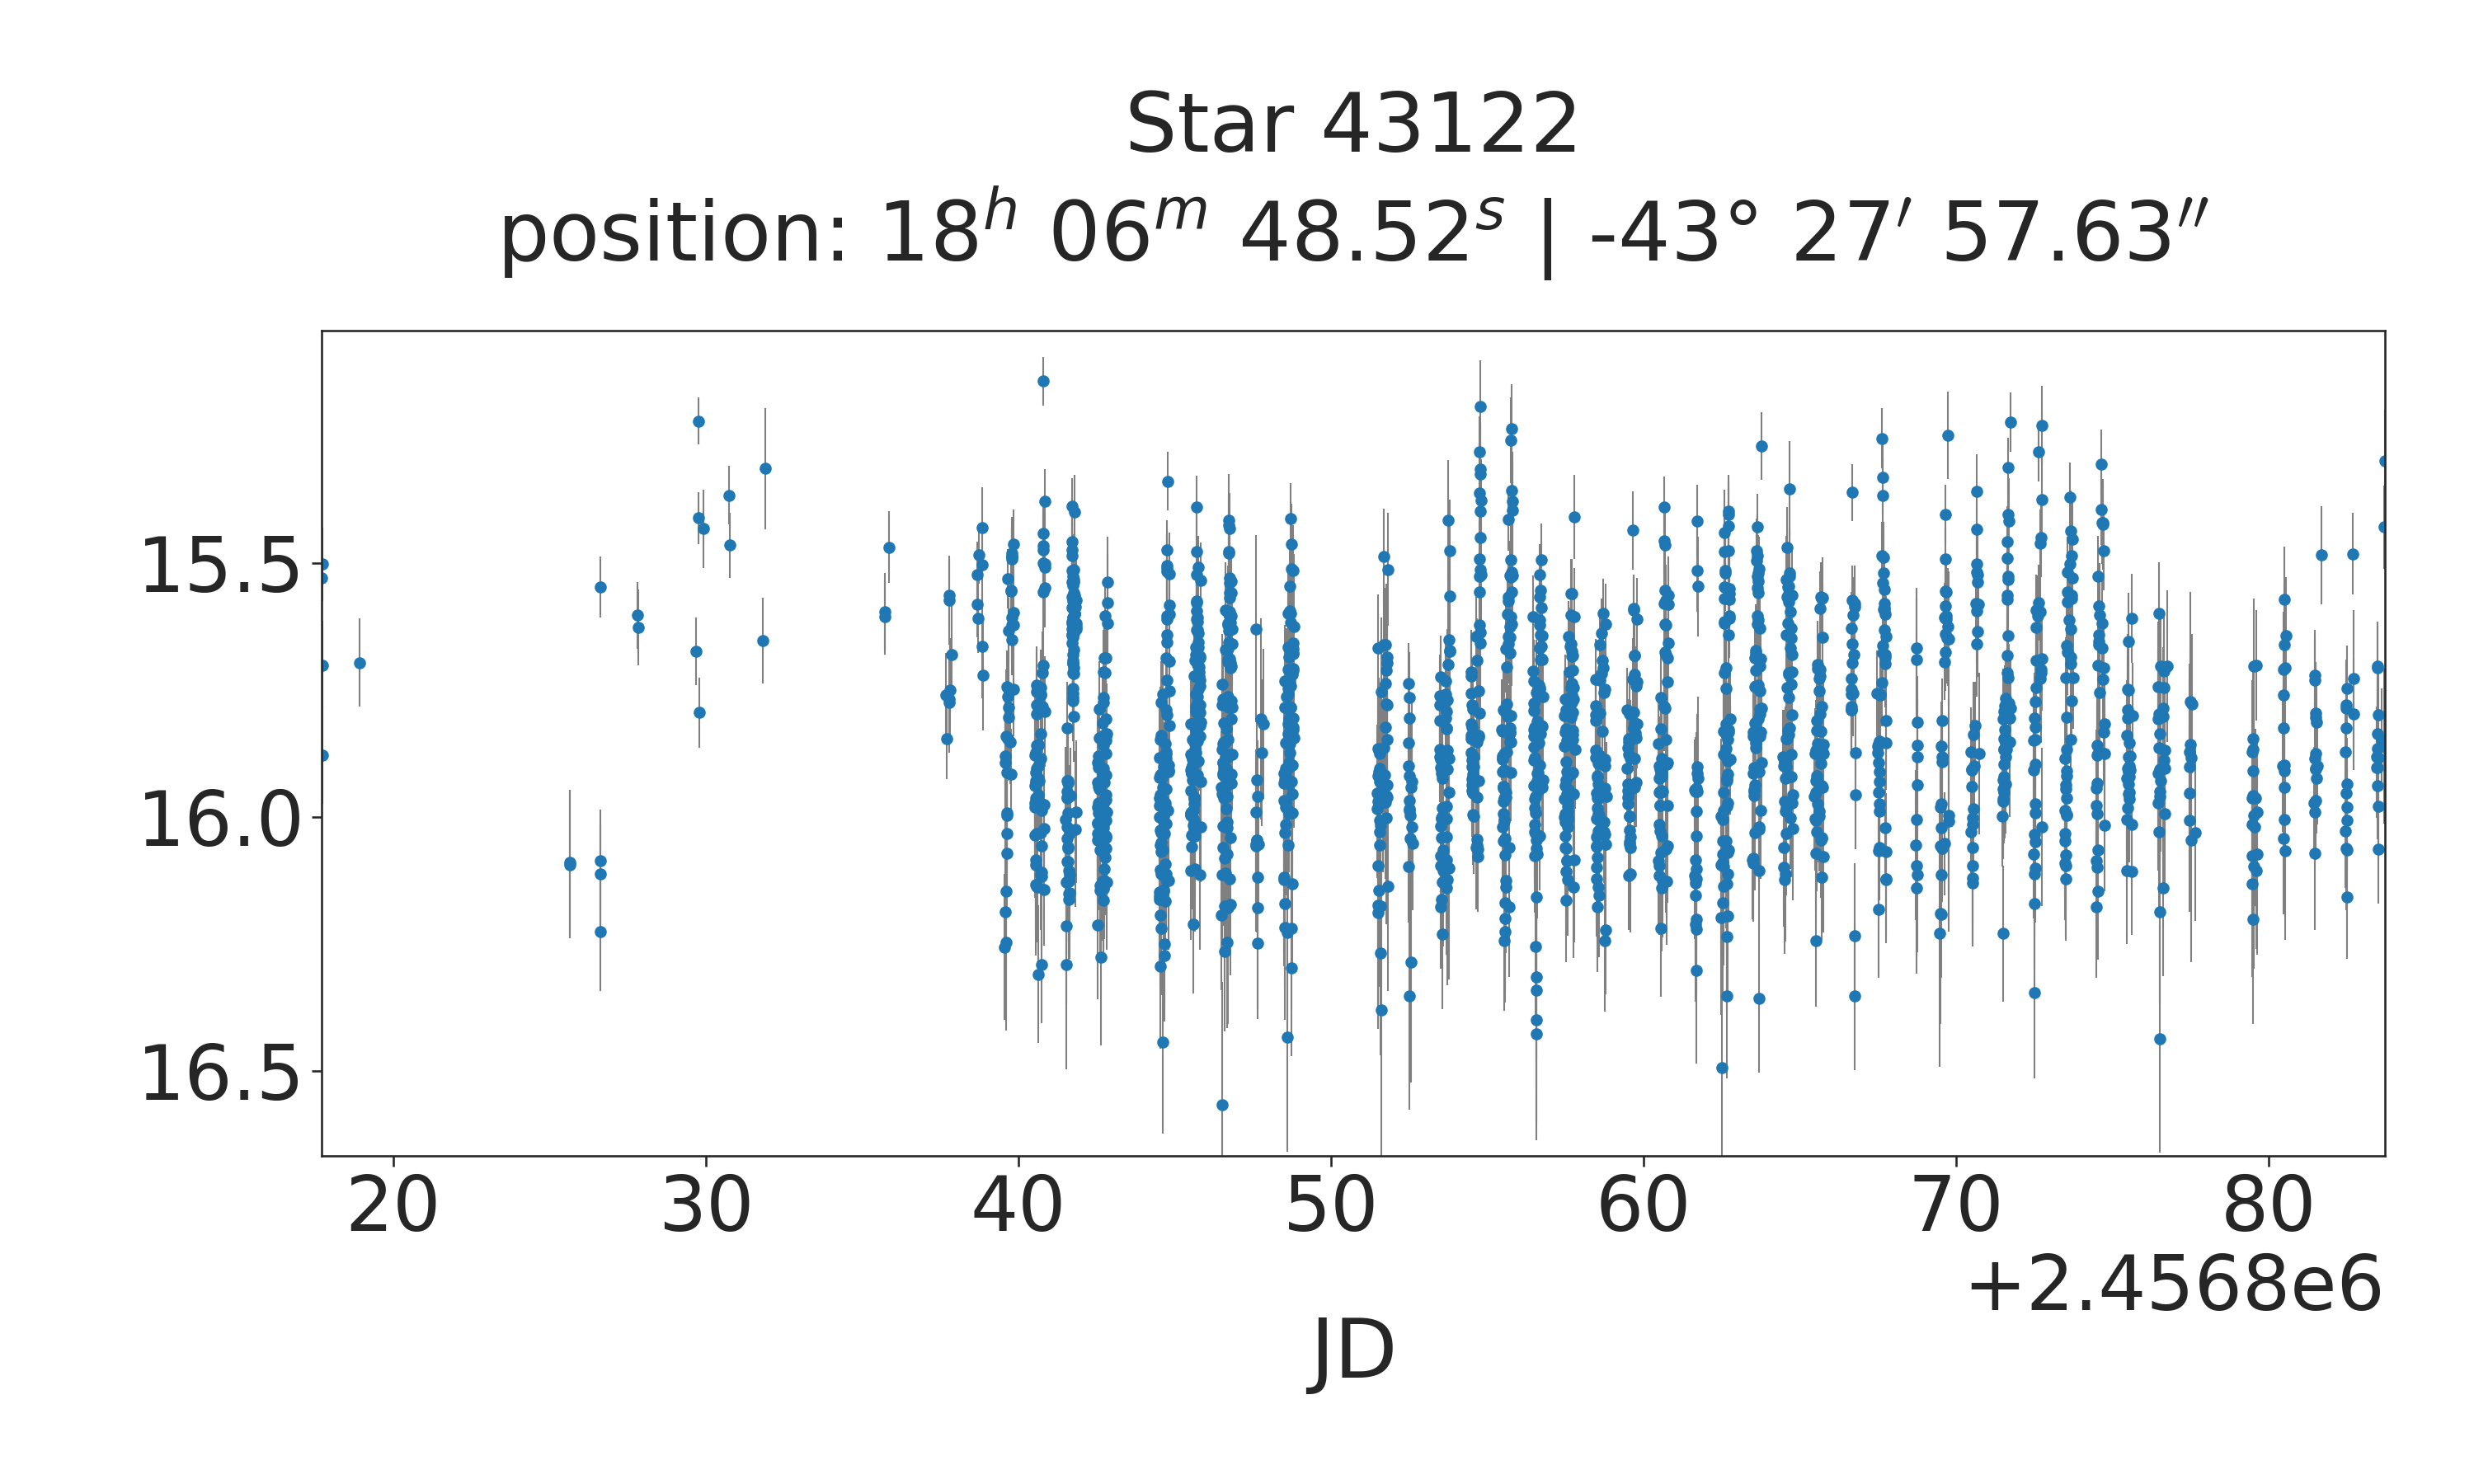 Star 43122
position: 18h 06m 48.52s | -43° 27′ 57.63′′
15.5
16.0
16.5
20 30 40 50 60 70 80
+2.4568e6
JD